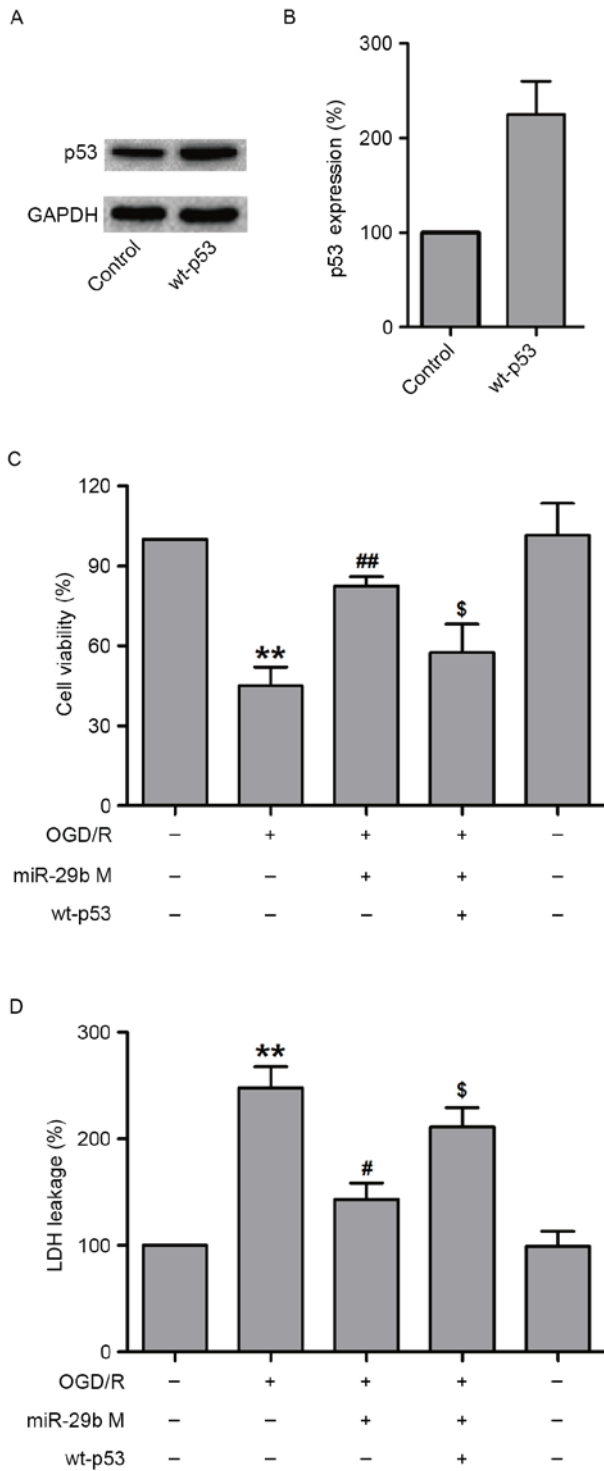 A
p53
GAPDH
Control
wt-p53
B
p53 expression (%)
300
200
100
0
Control
wt-p53
C
Cell viability (%)
120
90
60
30
0
**
##
$
OGD/R – + + + –
miR-29b M – – + + –
wt-p53 – – – + –
D
LDH leakage (%)
300
200
100
0
**
#
$
OGD/R – + + + –
miR-29b M – – + + –
wt-p53 – – – + –